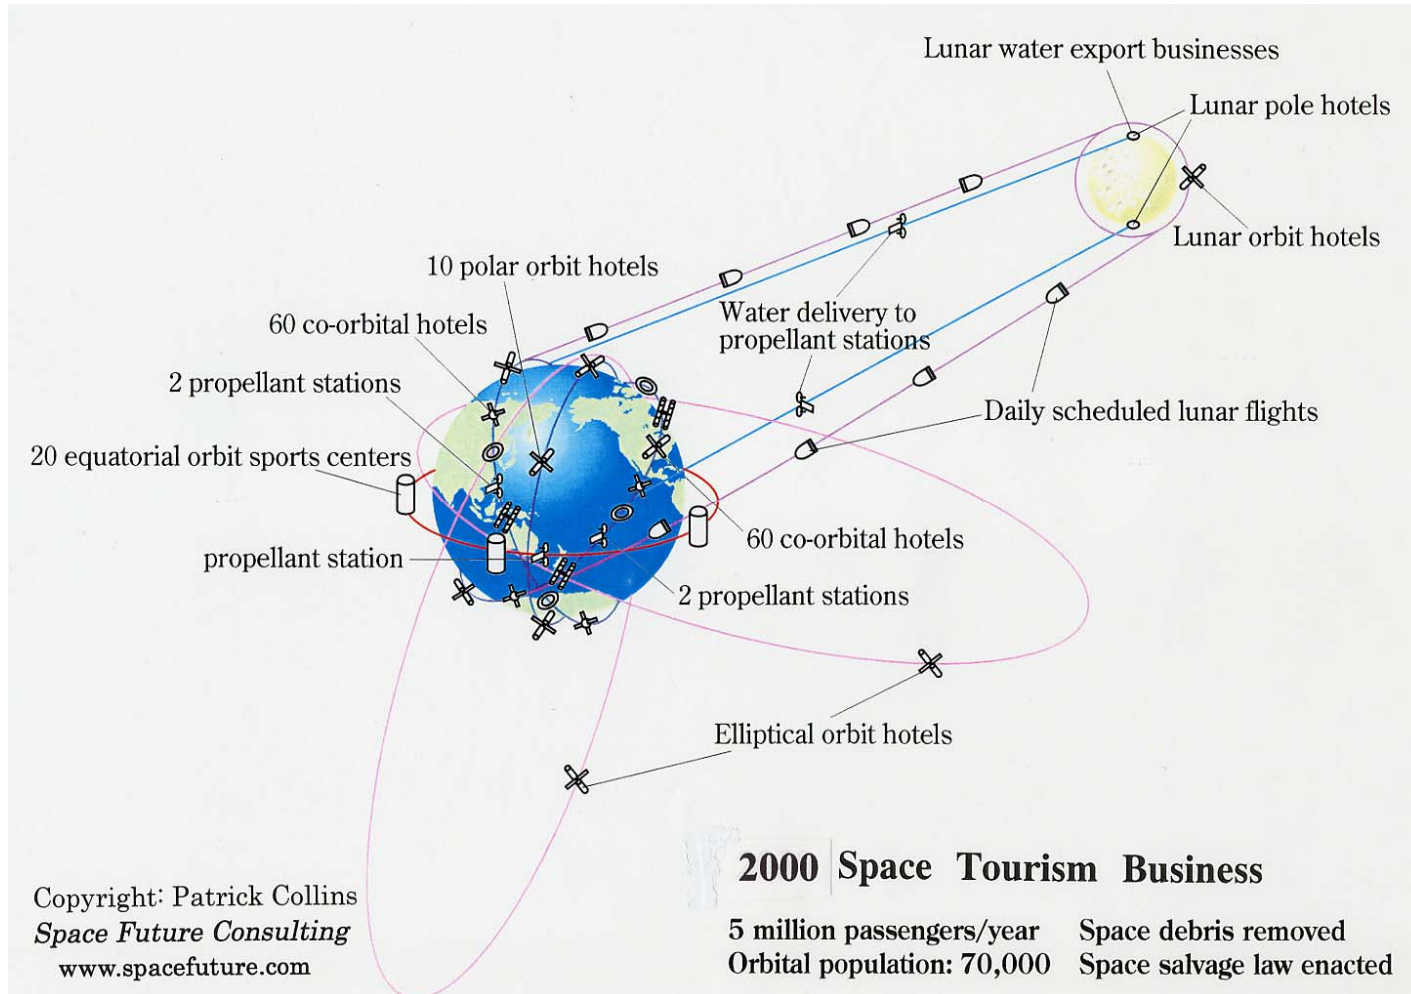 Lunar water export businesses
Lunar pole hotels
Lunar orbit hotels
10 polar orbit hotels
Water delivery to
propellant stations
60 co-orbital hotels
2 propellant stations
Daily scheduled lunar flights
20 equatorial orbit sports centers
60 co-orbital hotels
propellant station
2 propellant stations
Elliptical orbit hotels
2000 Space Tourism Business
5 million passengers/year Space debris removed
Orbital population: 70,000 Space salvage law enacted
Copyright: Patrick Collins
Space Future Consulting
www.spacefuture.com